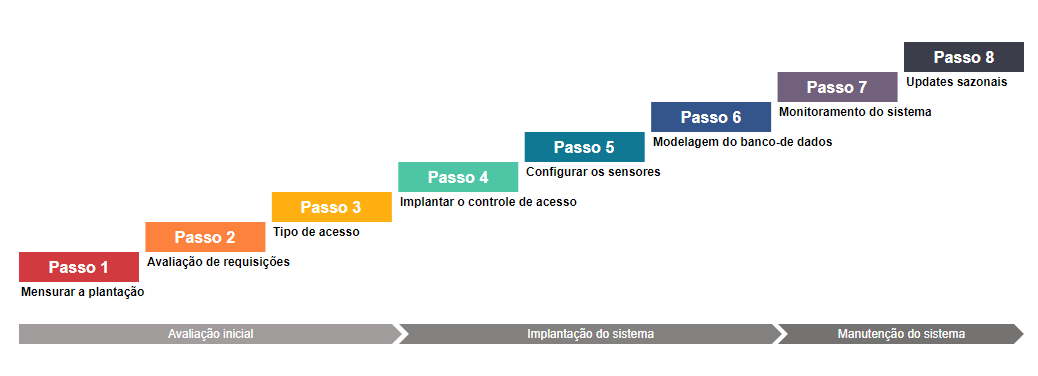 Passo 1
Mensurar a plantação
Passo 2
Avaliação de requisições
Passo 3
Tipo de acesso
Passo 4
Implantar o controle de acesso
Passo 5
Configurar os sensores
Passo 6
Modelagem do banco-de dados
Passo 7
Monitoramento do sistema
Passo 8
Updates sazonais
Avaliação inicial
Implantação do sistema
Manutenção do sistema